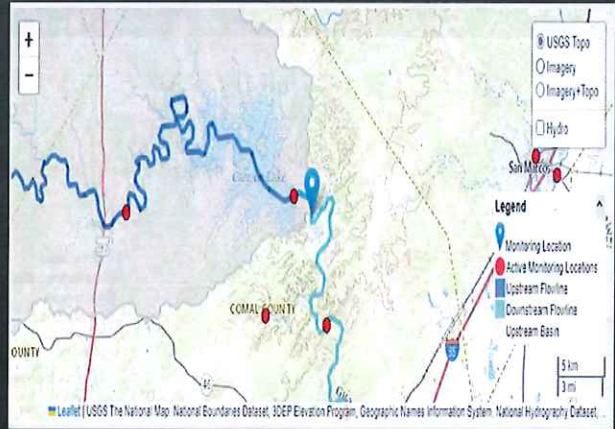 +
−
USGS Topo
Imagery
Imagery+Topo
Hydro
San Marcos
Legend
Monitoring Location
Active Monitoring Locations
Upstream Flowline
Downstream Flowline
Upstream Basin
COMAL COUNTY
OUNTY
46
35
5 km
3 mi
Leaflet | USGS The National Map: National Boundaries Dataset, 3DEP Elevation Program, Geographic Names Information System, National Hydrography Dataset, ...